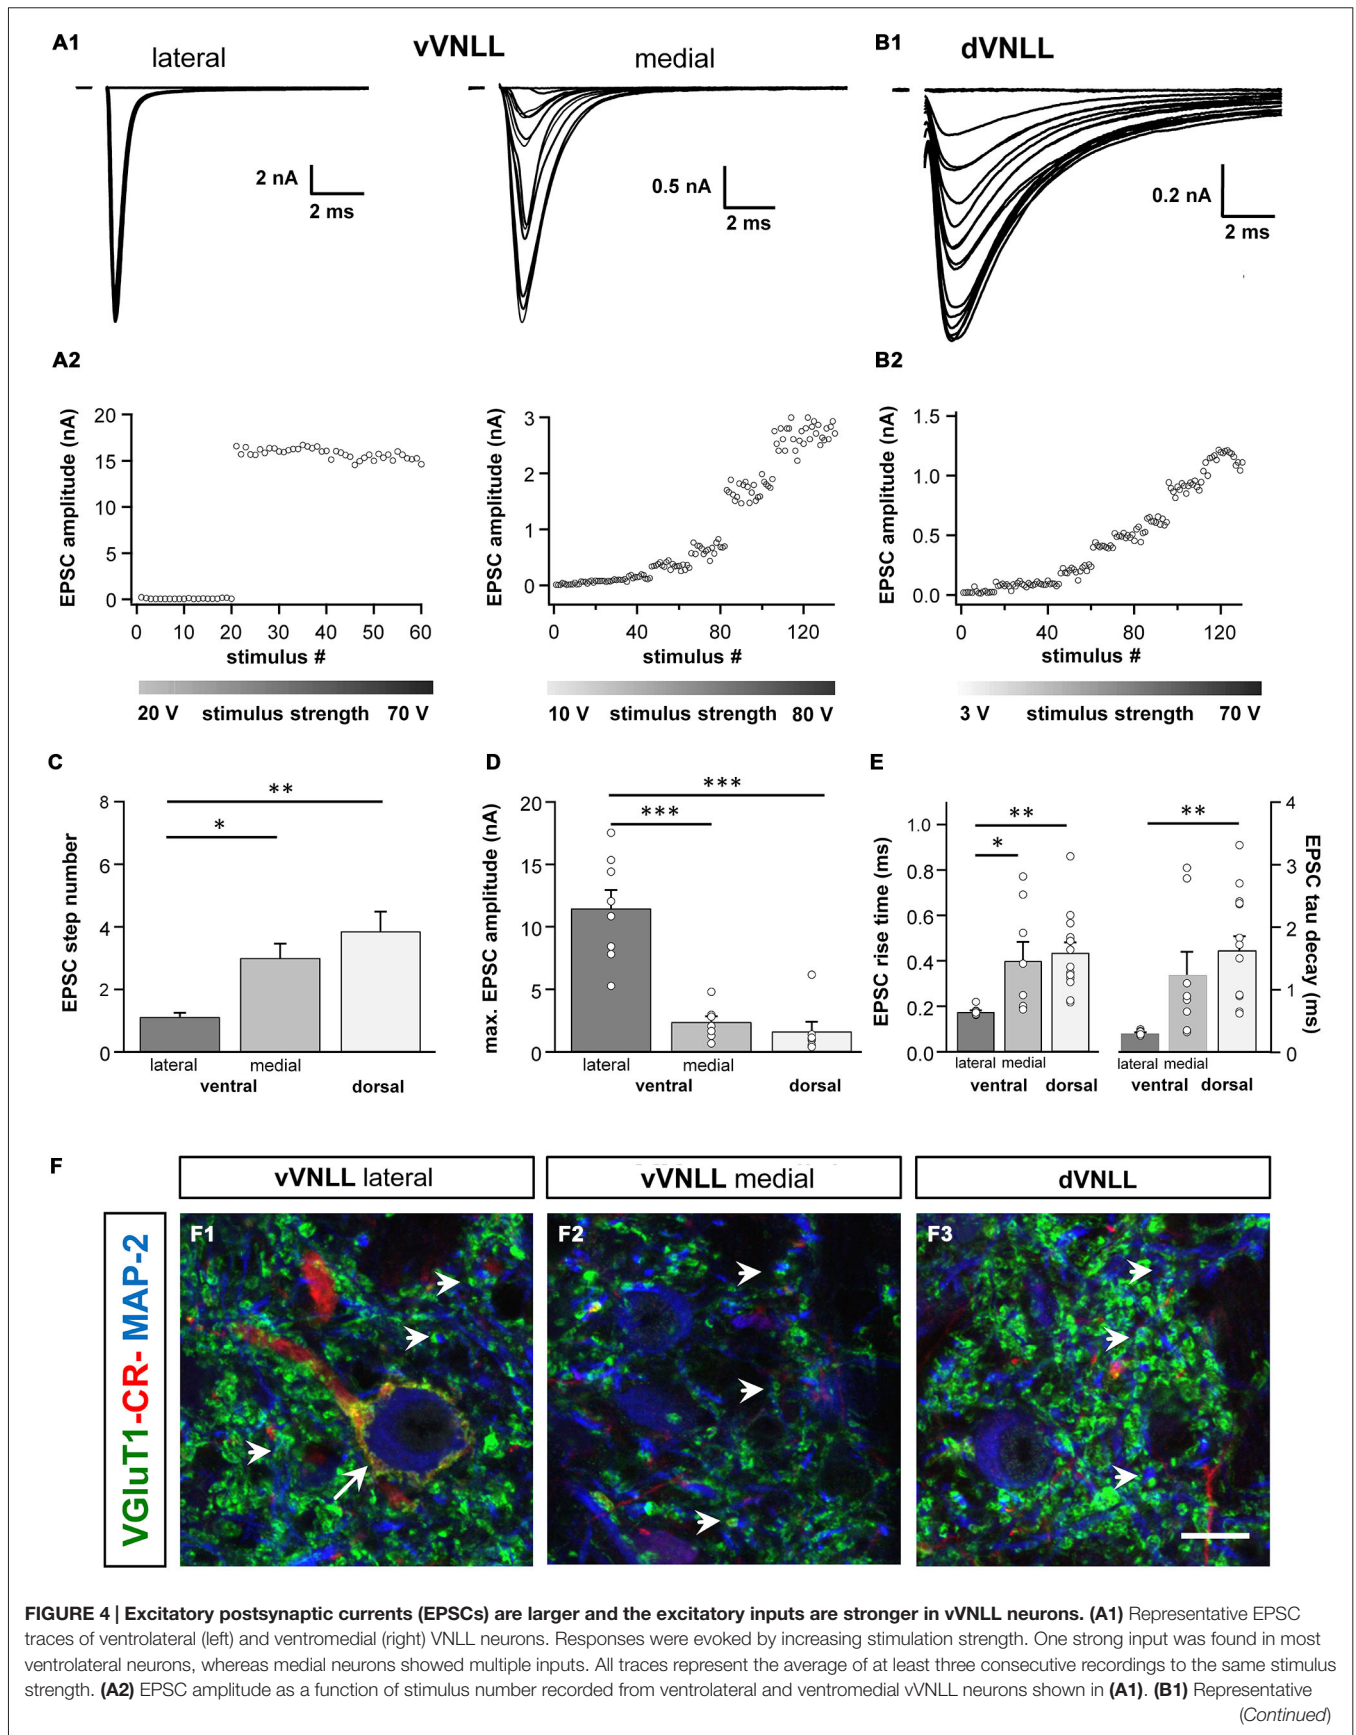 A1
lateral
vVNLL
medial
B1
dVNLL
2 nA
2 ms
0.5 nA
2 ms
0.2 nA
2 ms
A2
EPSC amplitude (nA)
20
15
10
5
0
0 10 20 30 40 50 60
stimulus #
20 V stimulus strength 70 V
EPSC amplitude (nA)
3
2
1
0
0 40 80 120
stimulus #
10 V stimulus strength 80 V
B2
EPSC amplitude (nA)
1.5
1.0
0.5
0.0
0 40 80 120
stimulus #
3 V stimulus strength 70 V
C
EPSC step number
8
6
4
2
0
**
*
lateral medial
ventral dorsal
D
max. EPSC amplitude (nA)
20
15
10
5
0
***
***
lateral medial
ventral dorsal
E
EPSC rise time (ms)
1.0
0.8
0.6
0.4
0.2
0.0
**
*
lateral medial
ventral dorsal
**
lateral medial
ventral dorsal
4
3
2
1
0
EPSC tau decay (ms)
F
vVNLL lateral
vVNLL medial
dVNLL
VGluT1-CR- MAP-2
F1
F2
F3
FIGURE 4 | Excitatory postsynaptic currents (EPSCs) are larger and the excitatory inputs are stronger in vVNLL neurons. (A1) Representative EPSC
traces of ventrolateral (left) and ventromedial (right) VNLL neurons. Responses were evoked by increasing stimulation strength. One strong input was found in most
ventrolateral neurons, whereas medial neurons showed multiple inputs. All traces represent the average of at least three consecutive recordings to the same stimulus
strength. (A2) EPSC amplitude as a function of stimulus number recorded from ventrolateral and ventromedial vVNLL neurons shown in (A1). (B1) Representative
(Continued)